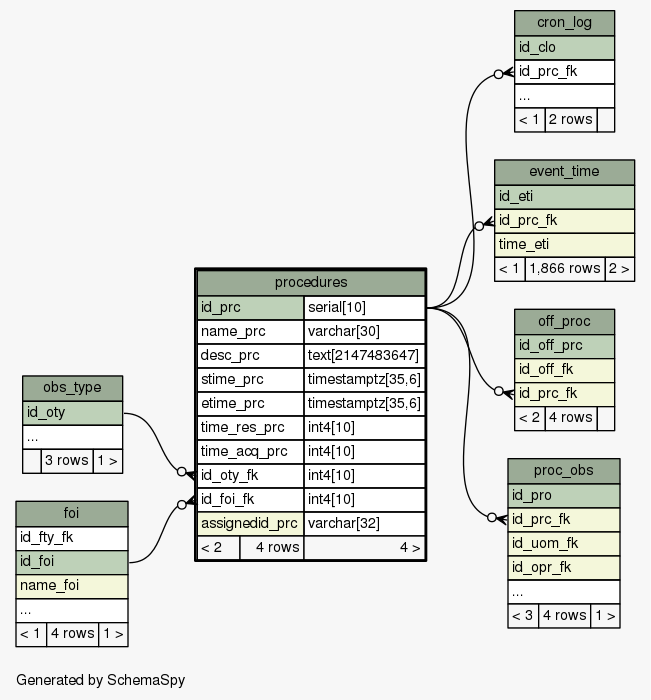 cron_log
id_clo
id_prc_fk
...
< 1 2 rows
event_time
id_eti
id_prc_fk
time_eti
< 1 1,866 rows 2 >
procedures
id_prc serial[10]
name_prc varchar[30]
desc_prc text[2147483647]
stime_prc timestamptz[35,6]
etime_prc timestamptz[35,6]
time_res_prc int4[10]
time_acq_prc int4[10]
id_oty_fk int4[10]
id_foi_fk int4[10]
assignedid_prc varchar[32]
< 2 4 rows 4 >
off_proc
id_off_prc
id_off_fk
id_prc_fk
< 2 4 rows
obs_type
id_oty
...
3 rows 1 >
proc_obs
id_pro
id_prc_fk
id_uom_fk
id_opr_fk
...
< 3 4 rows 1 >
foi
id_fty_fk
id_foi
name_foi
...
< 1 4 rows 1 >
Generated by SchemaSpy